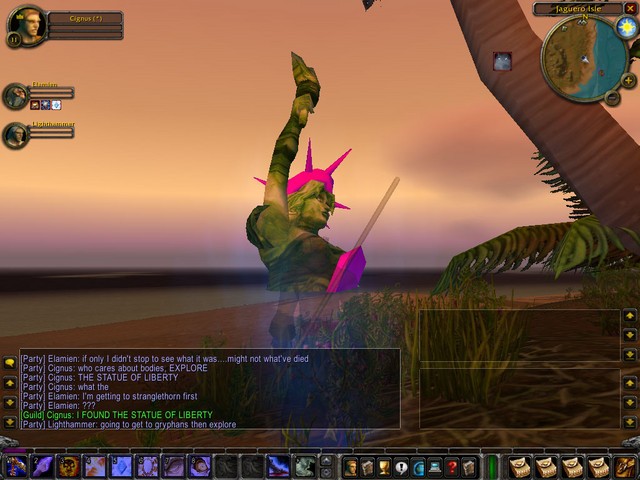 Cignus (*)
11
Elamien
Lighthammer
Jaguero Isle
N
[Party] Elamien: if only I didn't stop to see what it was....might not what've died
[Party] Cignus: who cares about bodies, EXPLORE
[Party] Cignus: THE STATUE OF LIBERTY
[Party] Cignus: what the
[Party] Elamien: I'm getting to stranglethorn first
[Party] Elamien: ???
[Guild] Cignus: I FOUND THE STATUE OF LIBERTY
[Party] Lighthammer: going to get to gryphans then explore